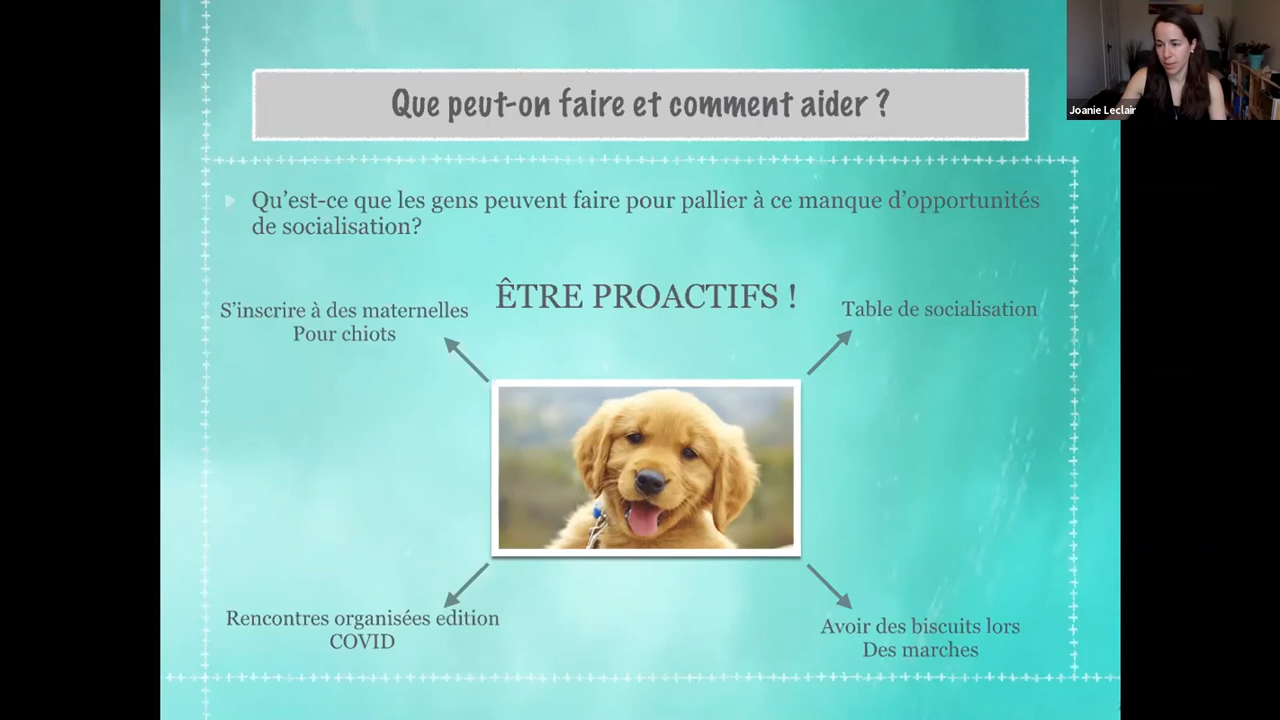 Que peut-on faire et comment aider ?
Joanie Leclair
Qu'est-ce que les gens peuvent faire pour pallier à ce manque d'opportunités
de socialisation?
ÊTRE PROACTIFS !
S'inscrire à des maternelles
Pour chiots
Table de socialisation
Rencontres organisées edition
COVID
Avoir des biscuits lors
Des marches